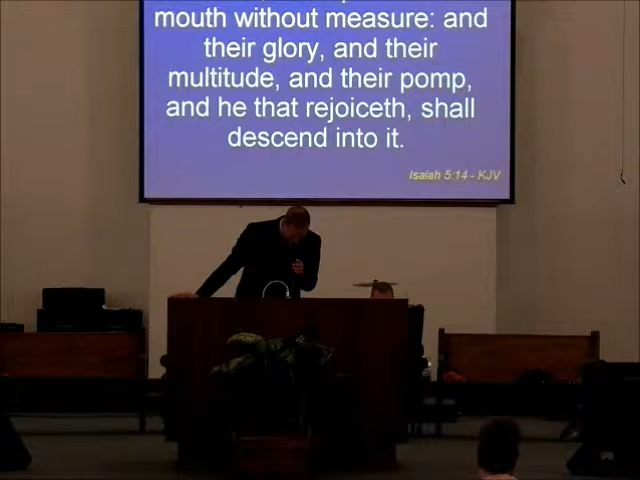 mouth without measure: and
their glory, and their
multitude, and their pomp,
and he that rejoiceth, shall
descend into it.
Isaiah 5:14 - KJV